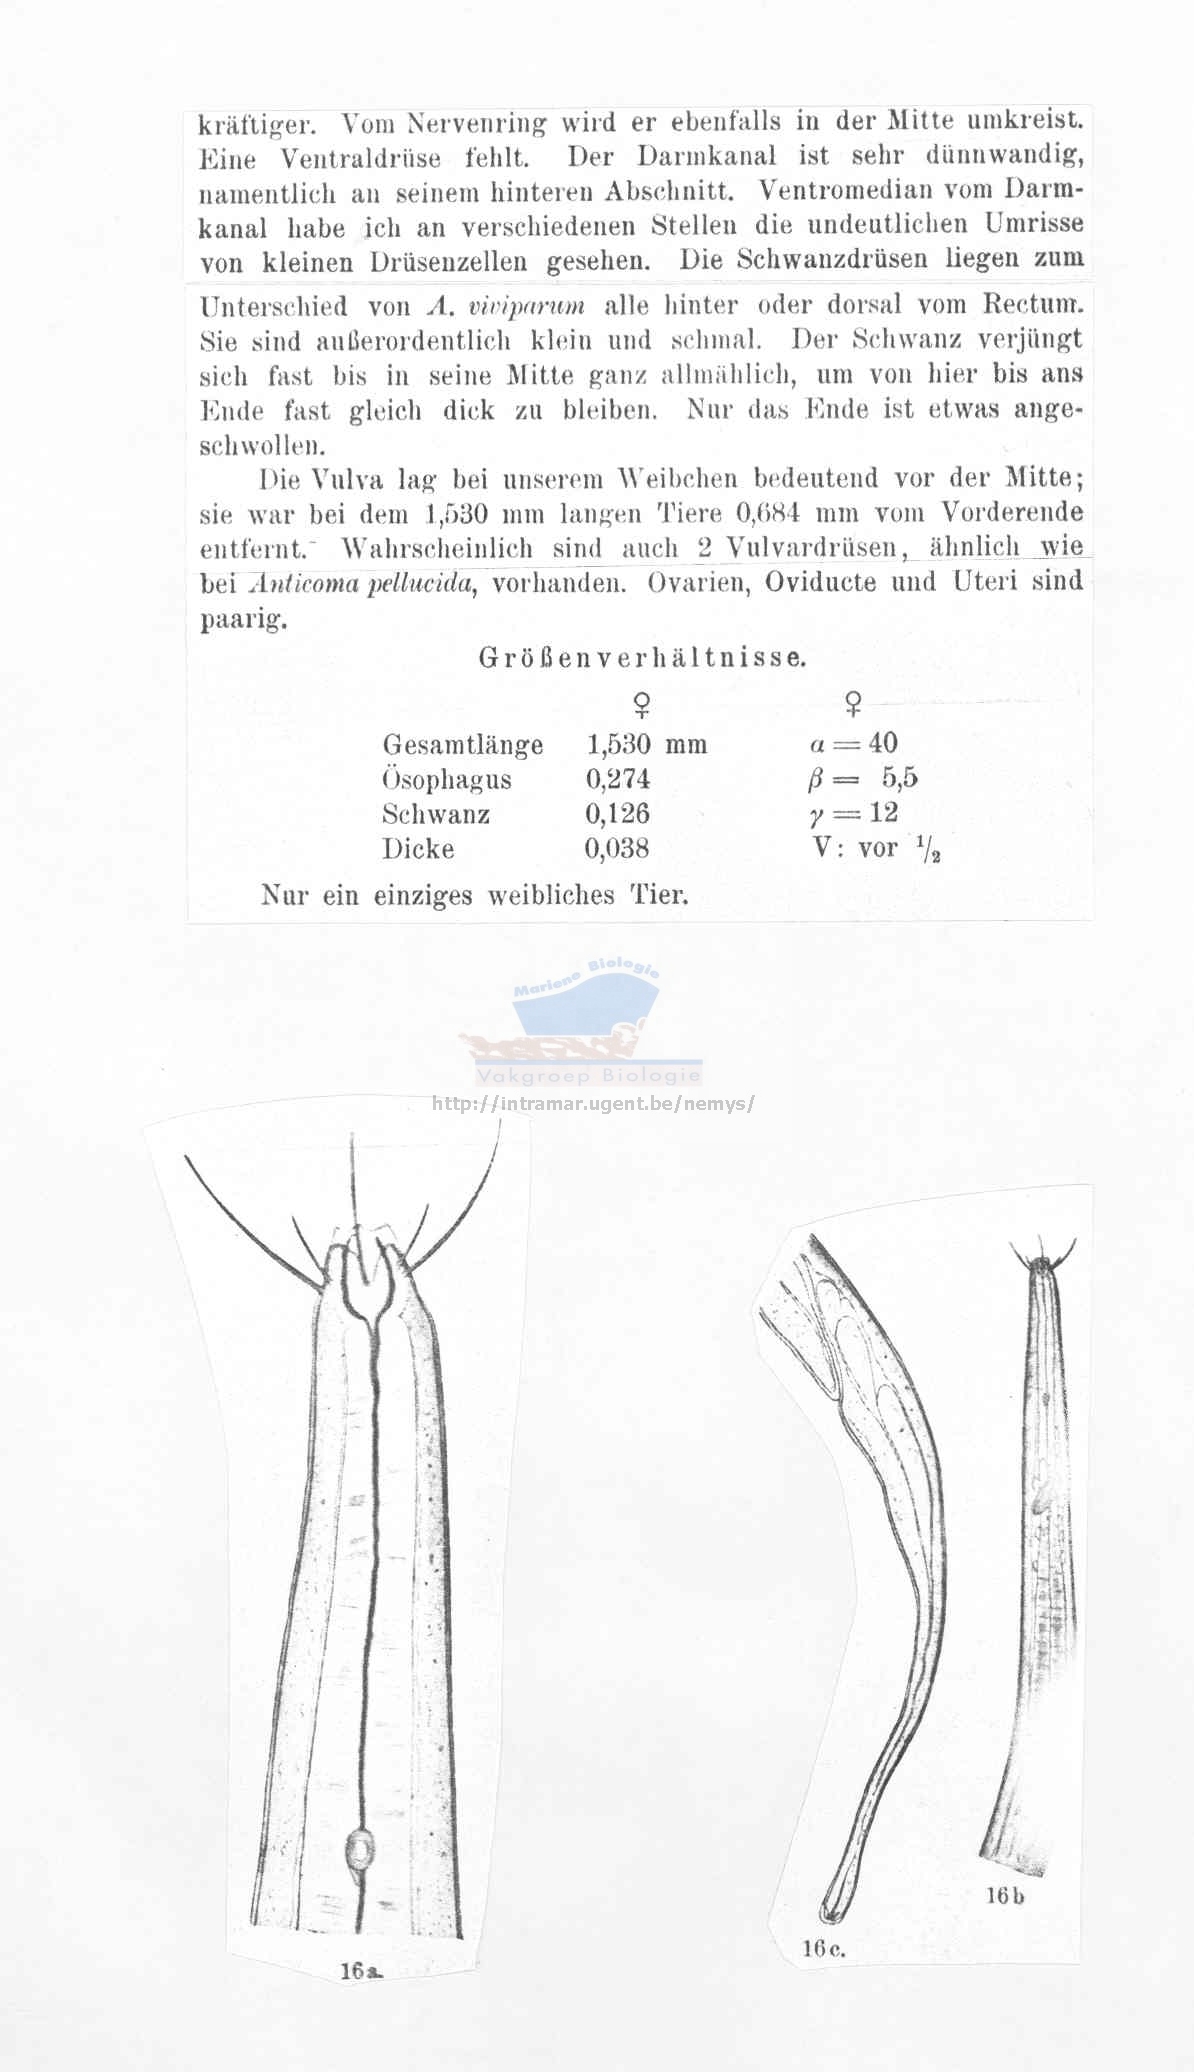 kräftiger. Vom Nervenring wird er ebenfalls in der Mitte umkreist.
Eine Ventraldrüse fehlt. Der Darmkanal ist sehr dünnwandig,
namentlich an seinem hinteren Abschnitt. Ventromedian vom Darm-
kanal habe ich an verschiedenen Stellen die undeutlichen Umrisse
von kleinen Drüsenzellen gesehen. Die Schwanzdrüsen liegen zum
Unterschied von A. viviparum alle hinter oder dorsal vom Rectum.
Sie sind außerordentlich klein und schmal. Der Schwanz verjüngt
sich fast bis in seine Mitte ganz allmählich, um von hier bis ans
Ende fast gleich dick zu bleiben. Nur das Ende ist etwas ange-
schwollen.
Die Vulva lag bei unserem Weibchen bedeutend vor der Mitte;
sie war bei dem 1,530 mm langen Tiere 0,684 mm vom Vorderende
entfernt. Wahrscheinlich sind auch 2 Vulvardrüsen, ähnlich wie
bei Anticoma pellucida, vorhanden. Ovarien, Oviducte und Uteri sind
paarig.
Größenverhältnisse.
♀ ♀
Gesamtlänge 1,530 mm α = 40
Ösophagus 0,274 β = 5,5
Schwanz 0,126 γ = 12
Dicke 0,038 V: vor 1/2
Nur ein einziges weibliches Tier.
Mariene Biologie
Vakgroep Biologie
http://intramar.ugent.be/nemys/
16a.
16c.
16b